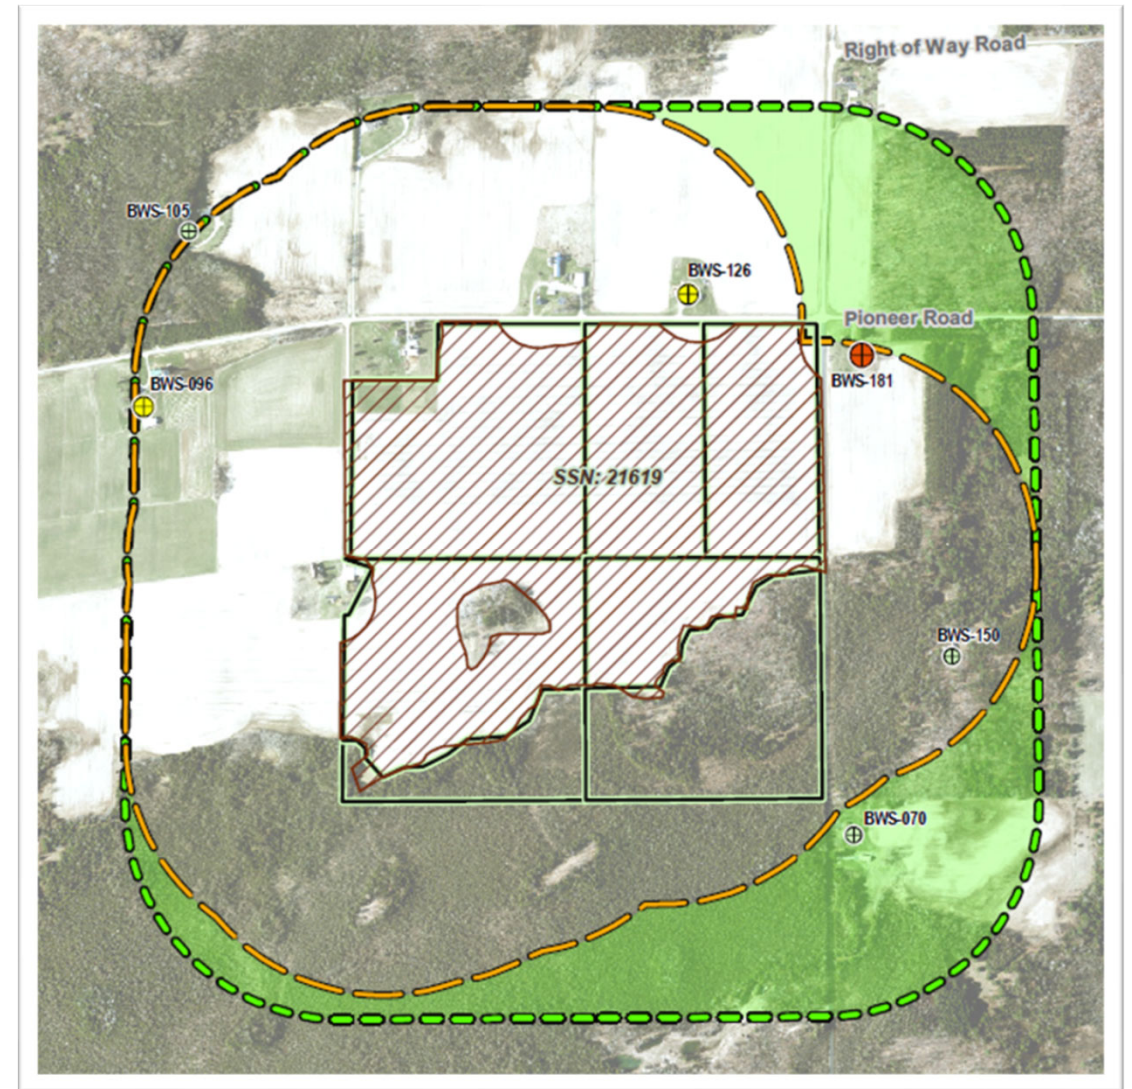 Right of Way Road
BWS-105
BWS-126
Pioneer Road
BWS-181
BWS-096
SSN: 21619
BWS-150
BWS-070